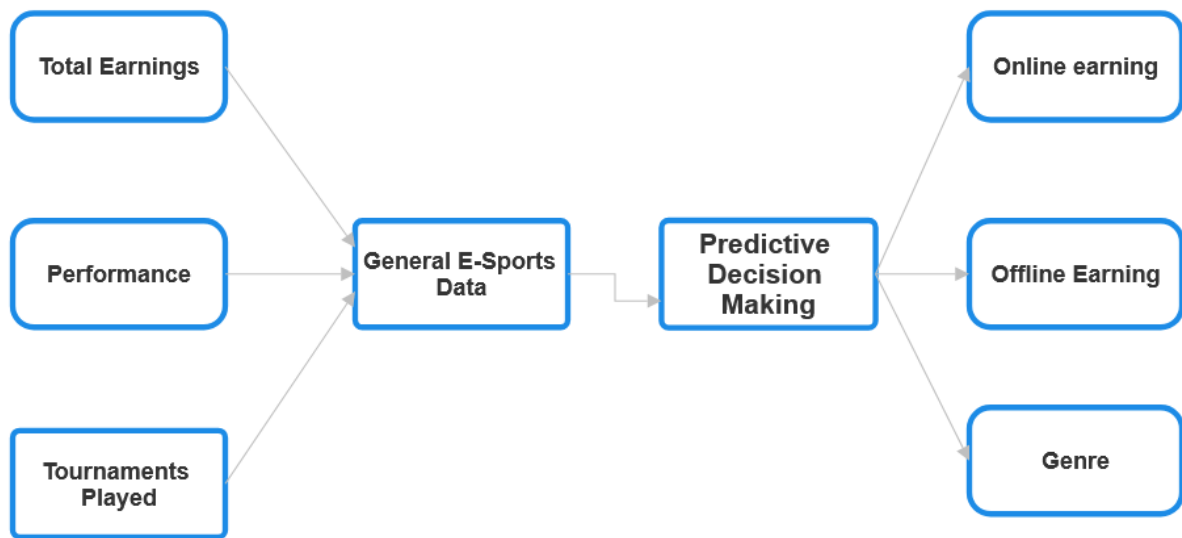 Total Earnings
Online earning
Performance
General E-Sports
Data
Predictive
Decision
Making
Offline Earning
Tournaments
Played
Genre